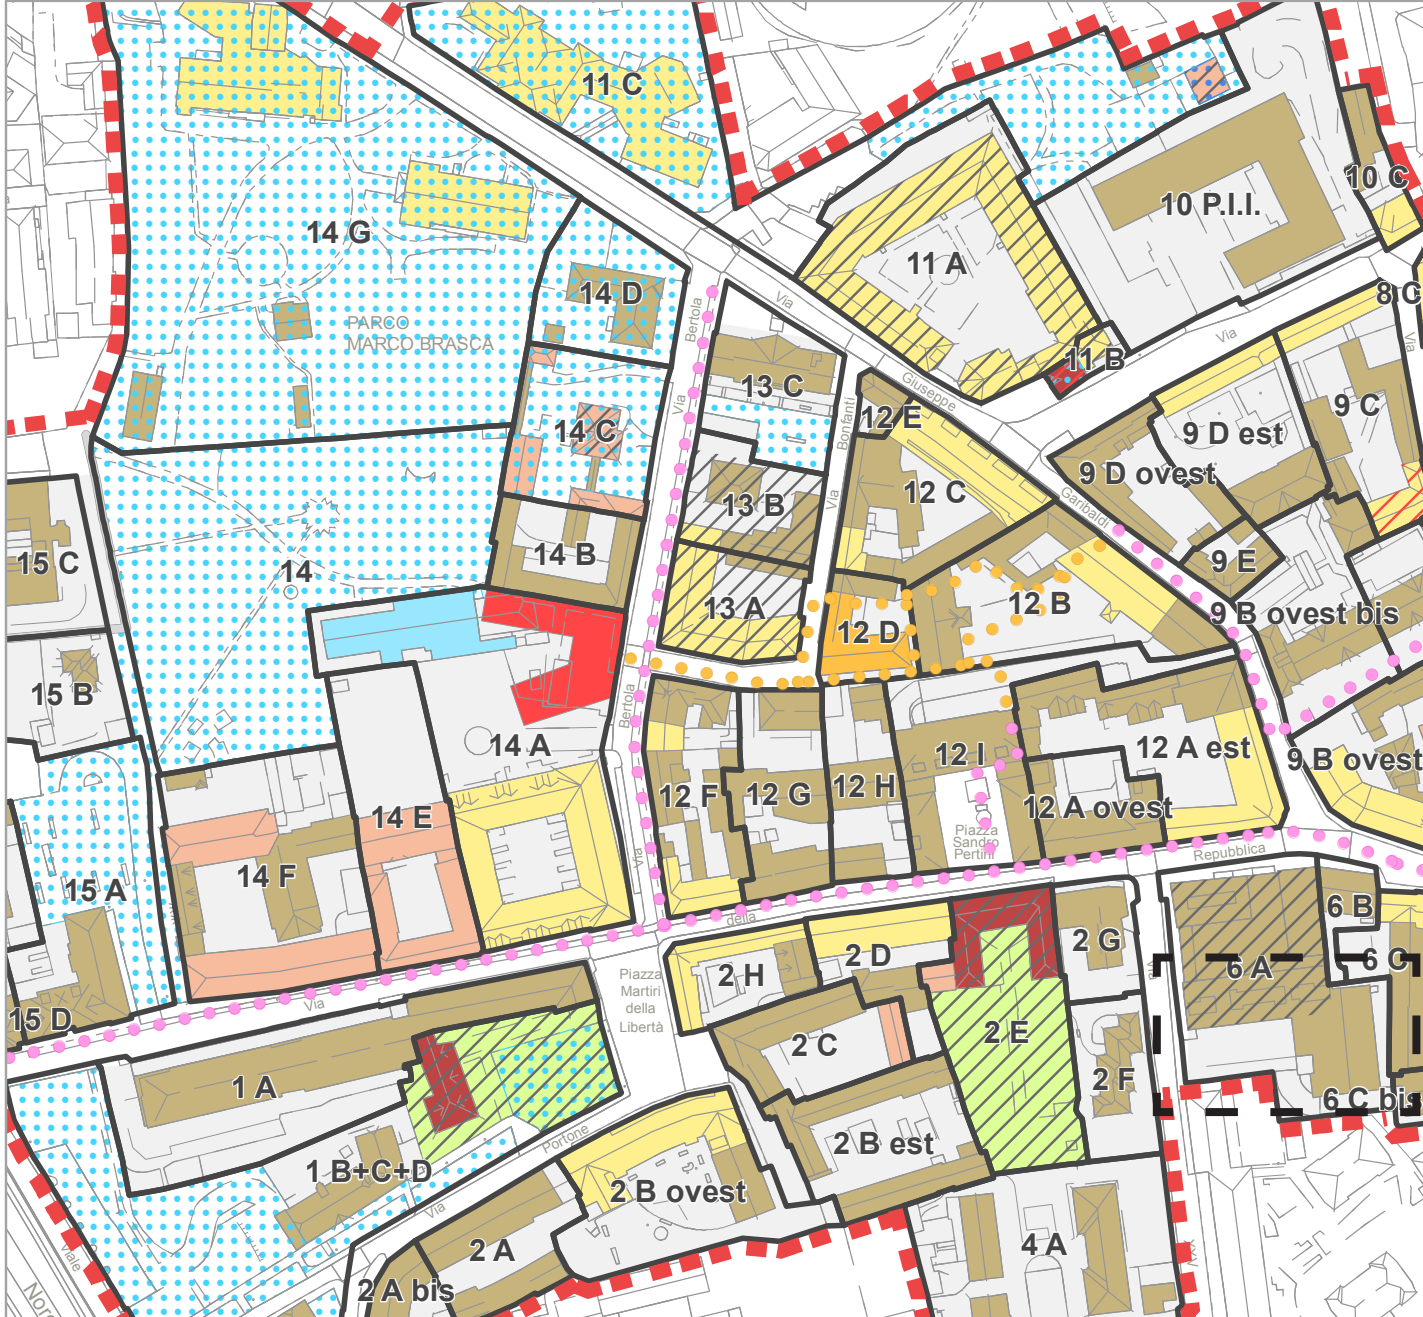 11 C
10 C
10 P.I.I.
14 G
11 A
14 D
Via
8 C
PARCO
MARCO BRASCA
Bertola
Via
Via
11 B
13 C
Giuseppe
9 C
Via
12 E
Bonfanti
14 C
9 D est
9 D ovest
12 C
13 B
Via
Garibaldi
14 B
15 C
9 E
14
12 B
13 A
9 B ovest bis
12 D
15 B
Bertola
14 A
12 I
12 A est
9 B ovest
12 F
12 G
12 H
12 A ovest
14 E
Piazza
Sandro
Pertini
Via
Repubblica
14 F
15 A
6 B
della
2 G
2 D
2 H
6 A
6 C
Piazza
Martiri
della
Libertà
Via
15 D
2 E
2 C
1 A
2 F
6 C bis
Portone
2 B est
1 B+C+D
2 B ovest
Via
2 A
4 A
Viale
XXV
2 A bis
Nord